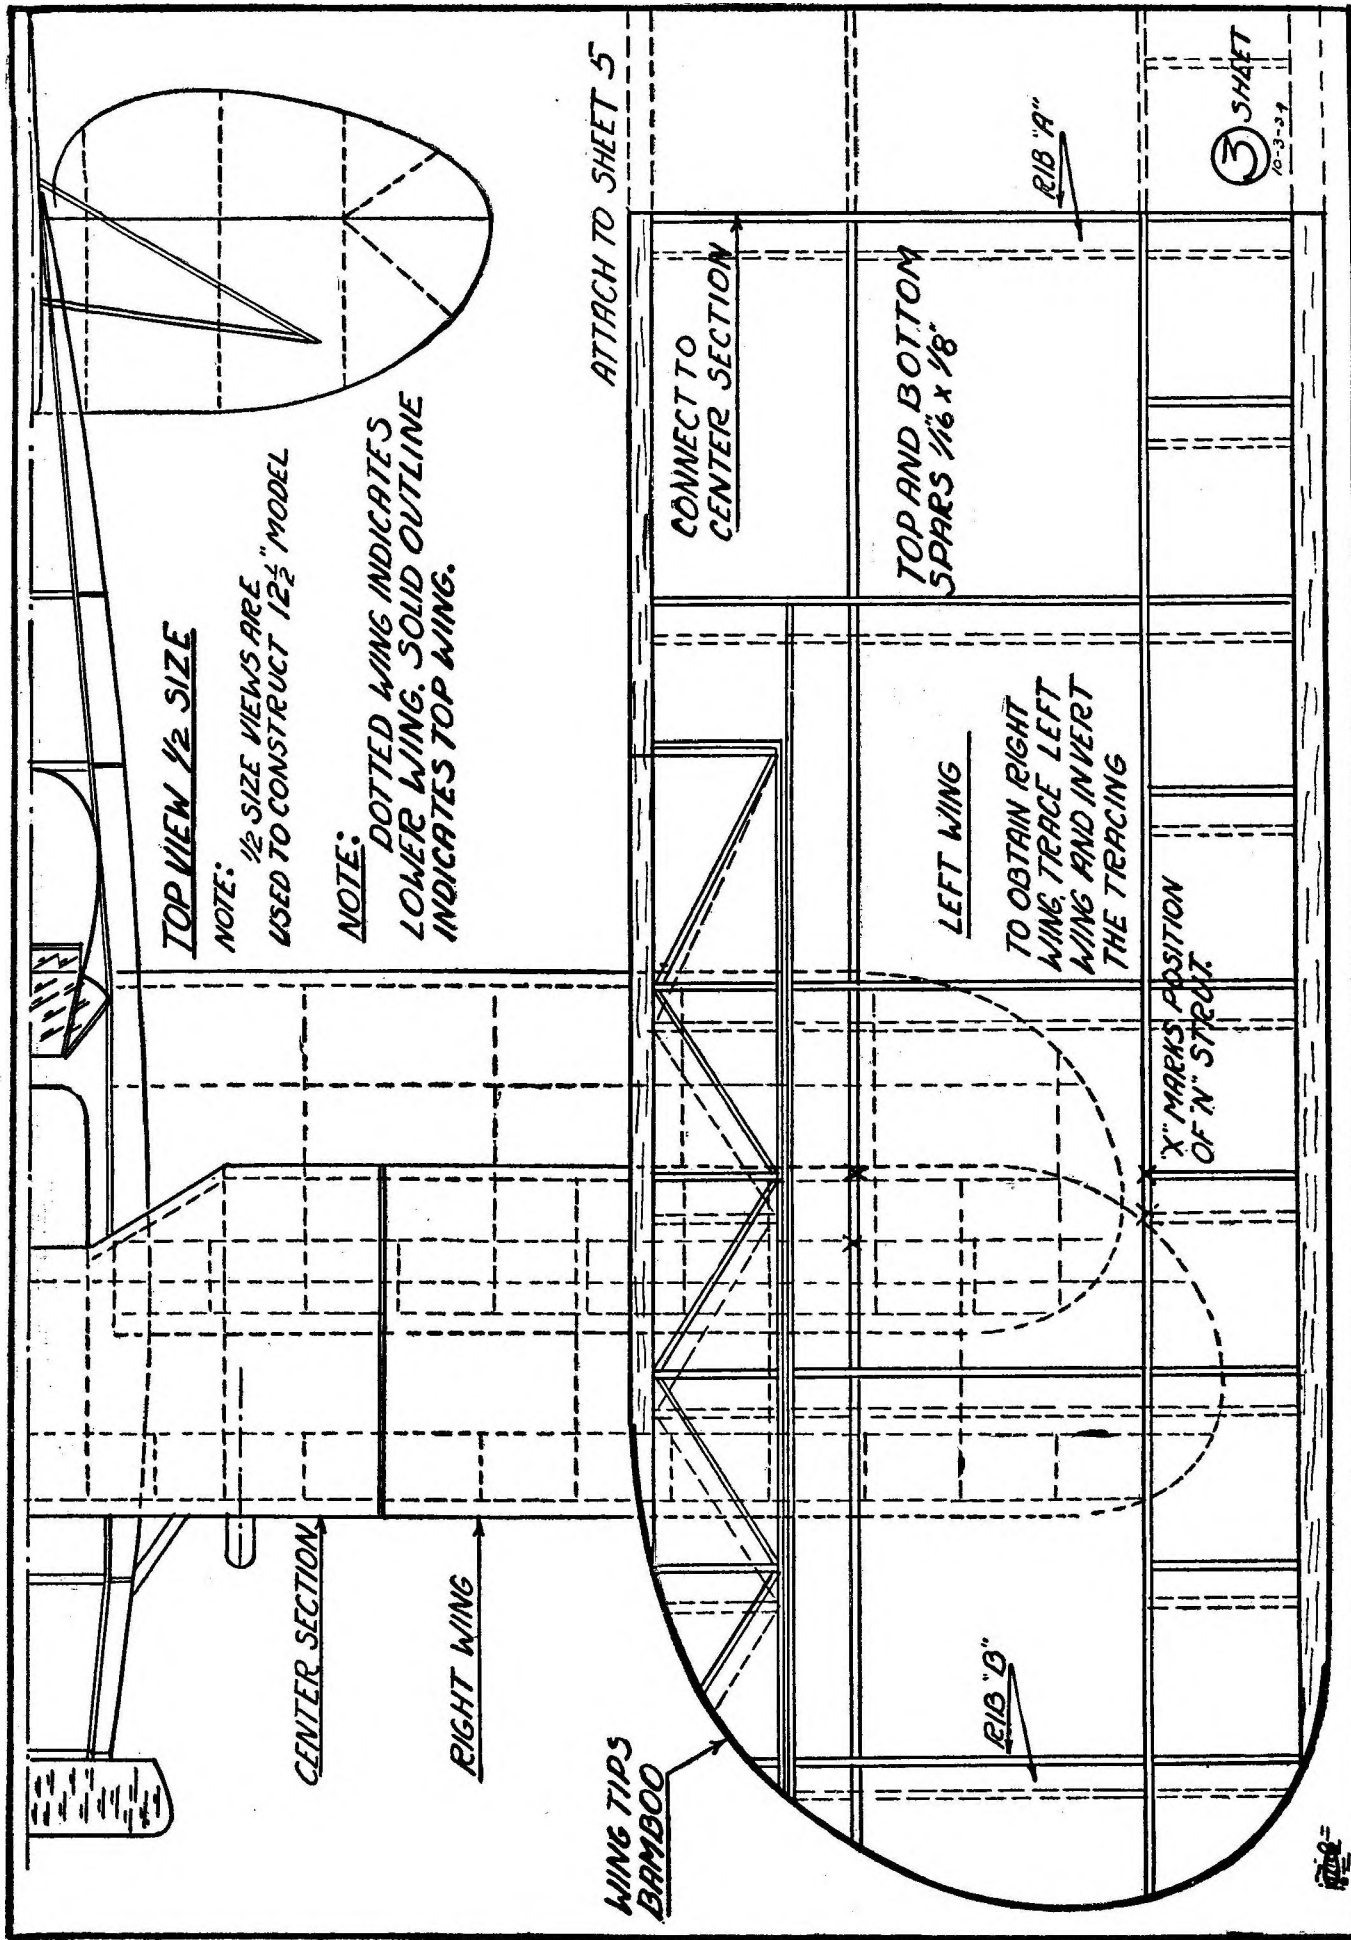 TOP VIEW 1/2 SIZE
NOTE:
1/2 SIZE VIEWS ARE
USED TO CONSTRUCT 12 1/2" MODEL
NOTE:
DOTTED WING INDICATES
LOWER WING. SOLID OUTLINE
INDICATES TOP WING.
CENTER SECTION
RIGHT WING
ATTACH TO SHEET 5
WING TIPS
BAMBOO
CONNECT TO
CENTER SECTION
TOP AND BOTTOM
SPARS 1/16" X 1/8"
LEFT WING
TO OBTAIN RIGHT
WING, TRACE LEFT
WING AND INVERT
THE TRACING
RIB "B"
RIB "A"
"X" MARKS POSITION
OF "N" STRUT.
3 SHEET